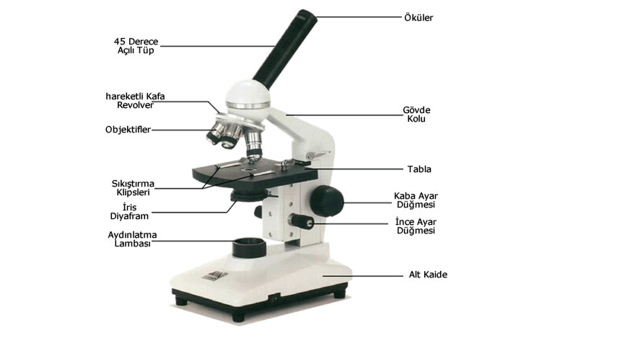 Öküler
45 Derece
Açılı Tüp
hareketli Kafa
Revolver
Gövde
Kolu
Objektifler
Tabla
Sıkıştırma
Klipsleri
Kaba Ayar
Düğmesi
İris
Diyafram
İnce Ayar
Düğmesi
Aydınlatma
Lambası
Alt Kaide